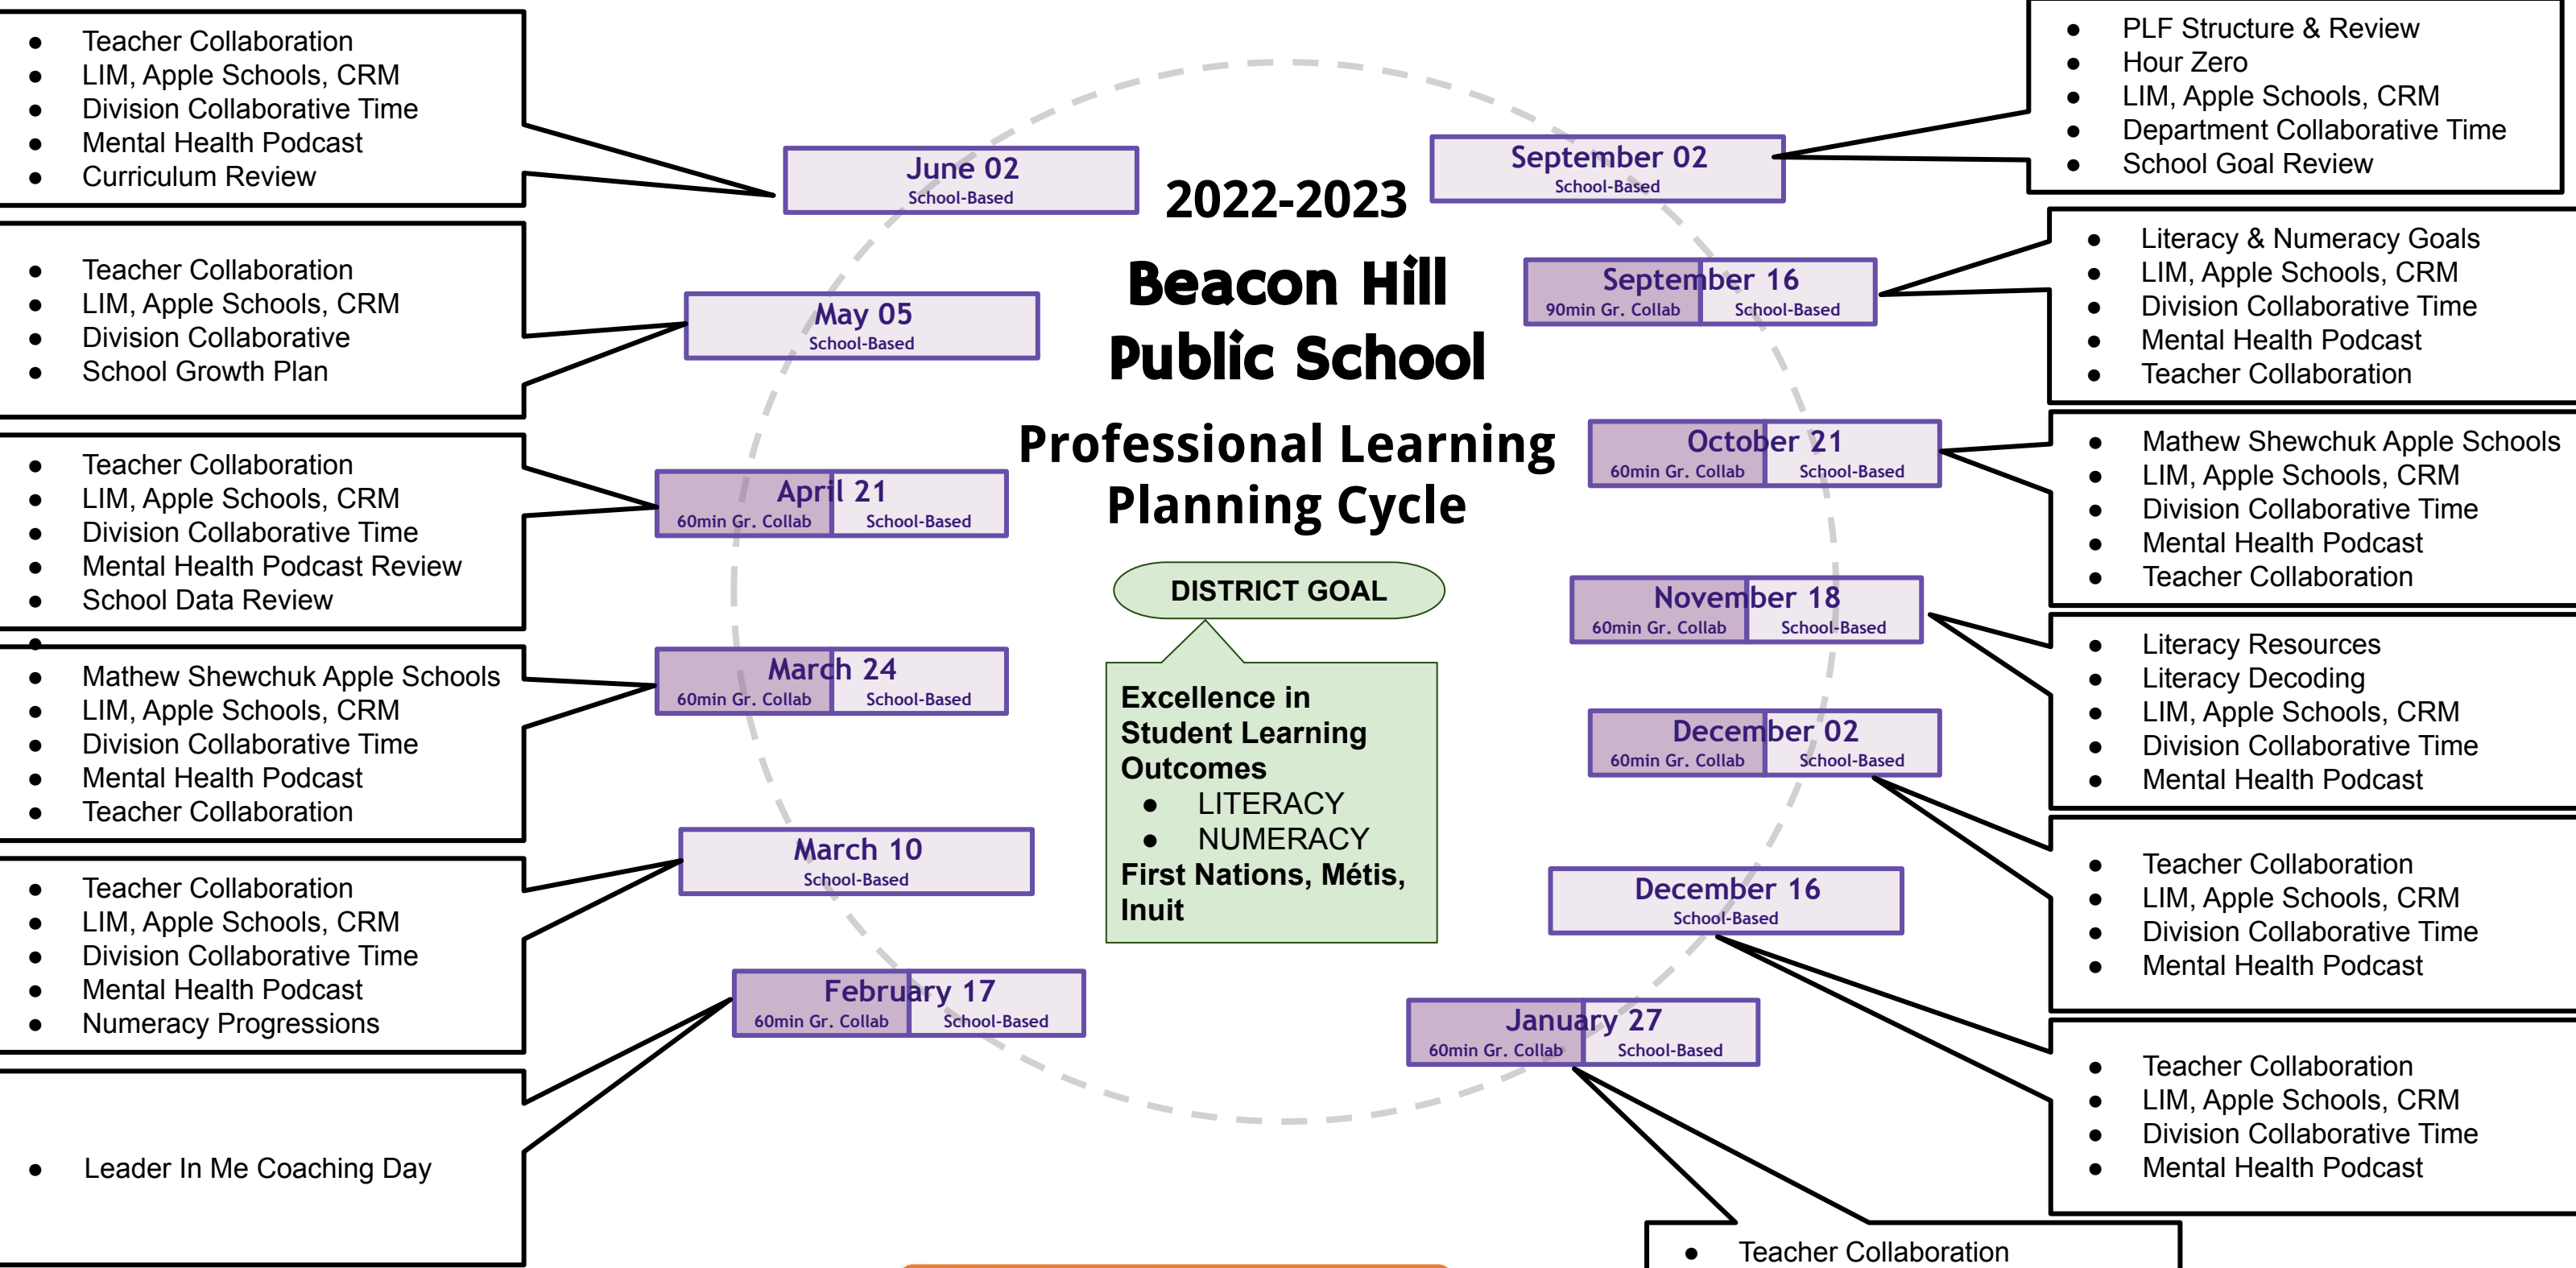 2022-2023
Beacon Hill
Public School
Professional Learning
Planning Cycle
DISTRICT GOAL
Excellence in
Student Learning
Outcomes
● LITERACY
● NUMERACY
First Nations, Métis,
Inuit
September 02
School-Based
● PLF Structure & Review
● Hour Zero
● LIM, Apple Schools, CRM
● Department Collaborative Time
● School Goal Review
September 16
90min Gr. Collab School-Based
● Literacy & Numeracy Goals
● LIM, Apple Schools, CRM
● Division Collaborative Time
● Mental Health Podcast
● Teacher Collaboration
October 21
60min Gr. Collab School-Based
● Mathew Shewchuk Apple Schools
● LIM, Apple Schools, CRM
● Division Collaborative Time
● Mental Health Podcast
● Teacher Collaboration
November 18
60min Gr. Collab School-Based
● Literacy Resources
● Literacy Decoding
● LIM, Apple Schools, CRM
● Division Collaborative Time
● Mental Health Podcast
December 02
60min Gr. Collab School-Based
● Teacher Collaboration
● LIM, Apple Schools, CRM
● Division Collaborative Time
● Mental Health Podcast
December 16
School-Based
● Teacher Collaboration
● LIM, Apple Schools, CRM
● Division Collaborative Time
● Mental Health Podcast
January 27
60min Gr. Collab School-Based
● Teacher Collaboration
February 17
60min Gr. Collab School-Based
● Leader In Me Coaching Day
March 10
School-Based
● Teacher Collaboration
● LIM, Apple Schools, CRM
● Division Collaborative Time
● Mental Health Podcast
● Numeracy Progressions
March 24
60min Gr. Collab School-Based
● Mathew Shewchuk Apple Schools
● LIM, Apple Schools, CRM
● Division Collaborative Time
● Mental Health Podcast
● Teacher Collaboration
April 21
60min Gr. Collab School-Based
● Teacher Collaboration
● LIM, Apple Schools, CRM
● Division Collaborative Time
● Mental Health Podcast Review
● School Data Review
●
May 05
School-Based
● Teacher Collaboration
● LIM, Apple Schools, CRM
● Division Collaborative
● School Growth Plan
June 02
School-Based
● Teacher Collaboration
● LIM, Apple Schools, CRM
● Division Collaborative Time
● Mental Health Podcast
● Curriculum Review